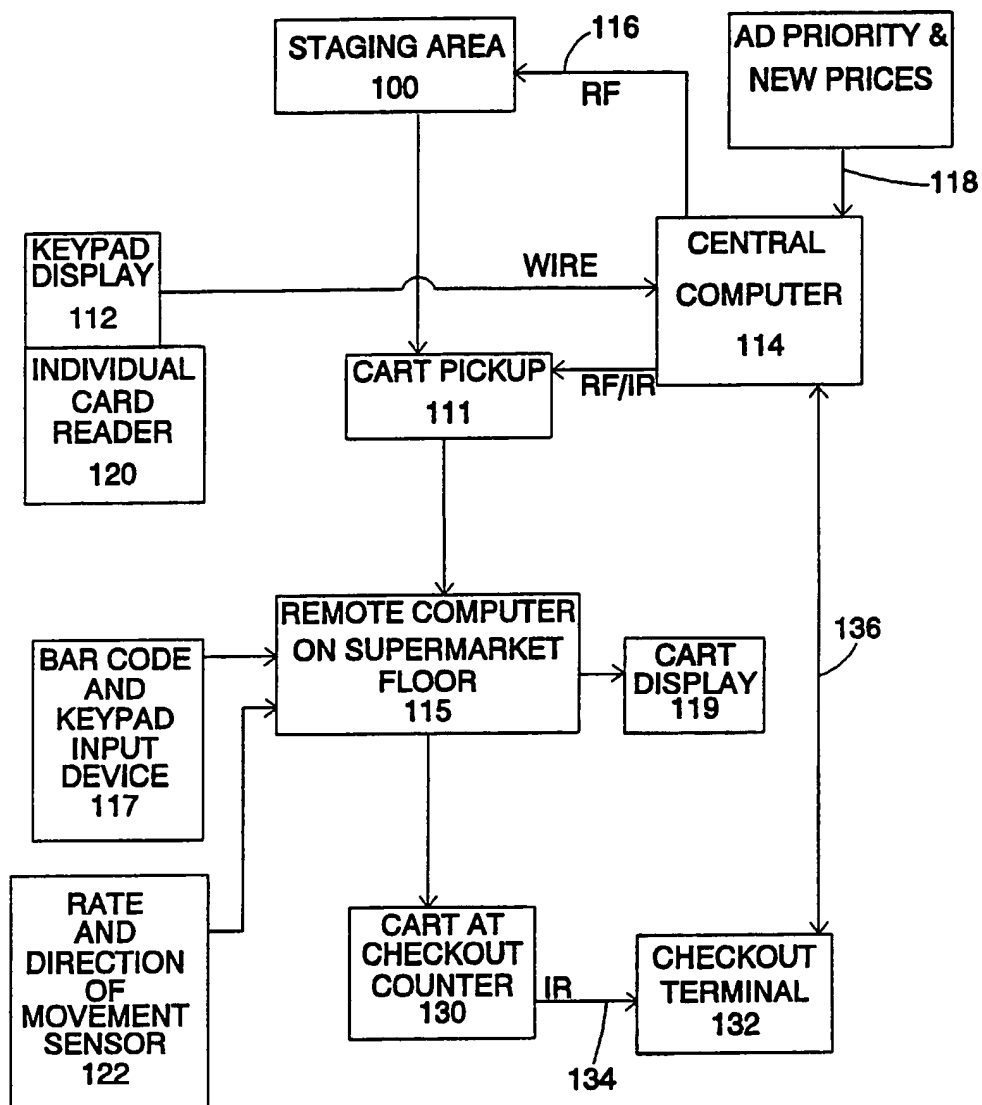 STAGING AREA
100
116
RF
AD PRIORITY &
NEW PRICES
118
KEYPAD
DISPLAY
112
WIRE
CENTRAL
COMPUTER
114
INDIVIDUAL
CARD
READER
120
CART PICKUP
111
RF/IR
REMOTE COMPUTER
ON SUPERMARKET
FLOOR
115
BAR CODE
AND
KEYPAD
INPUT
DEVICE
117
CART
DISPLAY
119
136
RATE
AND
DIRECTION
OF
MOVEMENT
SENSOR
122
CART AT
CHECKOUT
COUNTER
130
IR
134
CHECKOUT
TERMINAL
132